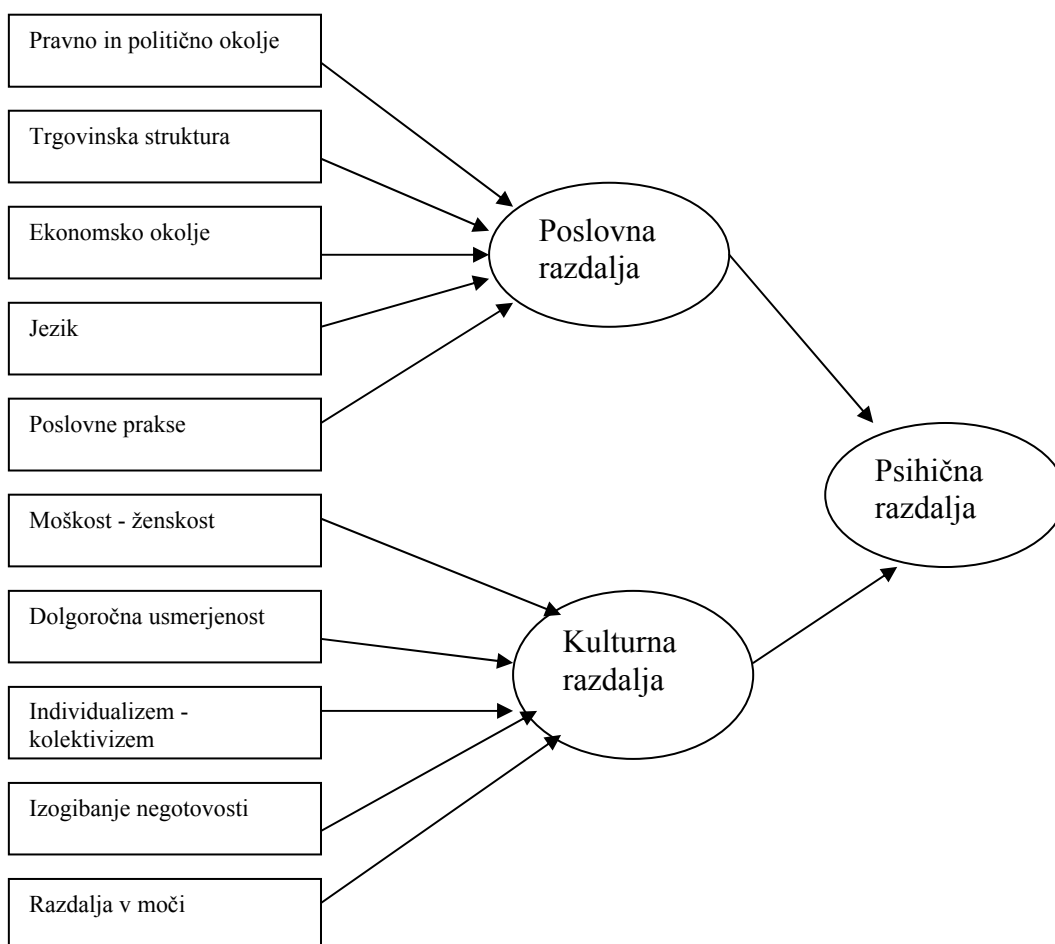 Pravno in politično okolje
Trgovinska struktura
Ekonomsko okolje
Jezik
Poslovne prakse
Moškost - ženskost
Dolgoročna usmerjenost
Individualizem -
kolektivizem
Izogibanje negotovosti
Razdalja v moči
Poslovna
razdalja
Kulturna
razdalja
Psihična
razdalja